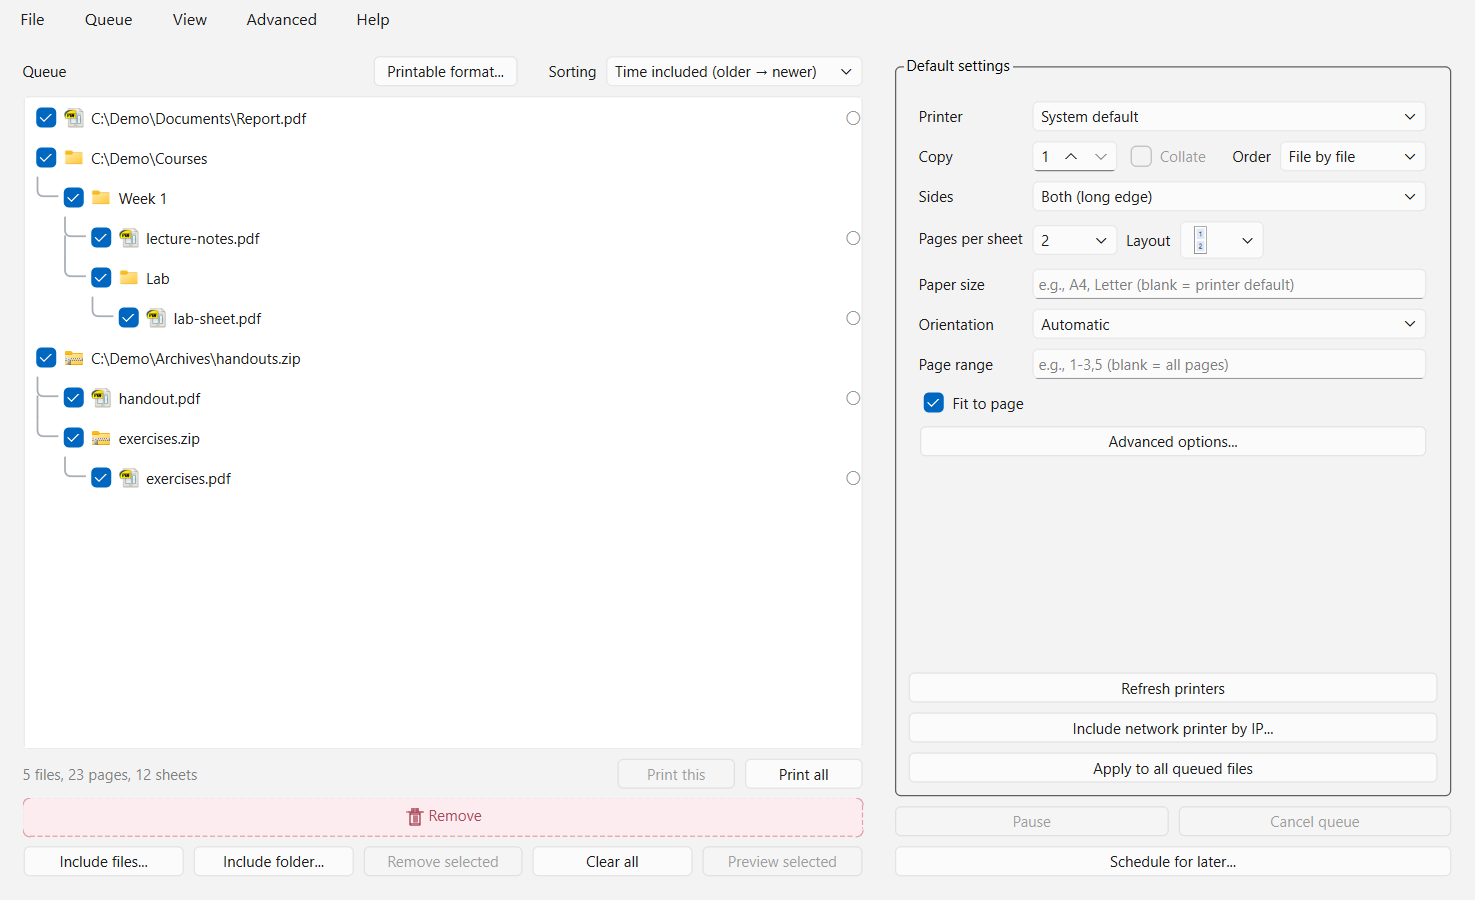 File Queue View Advanced Help
Queue Printable format... Sorting Time included (older → newer)
C:\Demo\Documents\Report.pdf
C:\Demo\Courses
Week 1
lecture-notes.pdf
Lab
lab-sheet.pdf
C:\Demo\Archives\handouts.zip
handout.pdf
exercises.zip
exercises.pdf
5 files, 23 pages, 12 sheets Print this Print all
Remove
Include files... Include folder... Remove selected Clear all Preview selected
Default settings
Printer System default
Copy 1 Collate Order File by file
Sides Both (long edge)
Pages per sheet 2 Layout 1 2
Paper size e.g., A4, Letter (blank = printer default)
Orientation Automatic
Page range e.g., 1-3,5 (blank = all pages)
Fit to page
Advanced options...
Refresh printers
Include network printer by IP...
Apply to all queued files
Pause Cancel queue
Schedule for later...